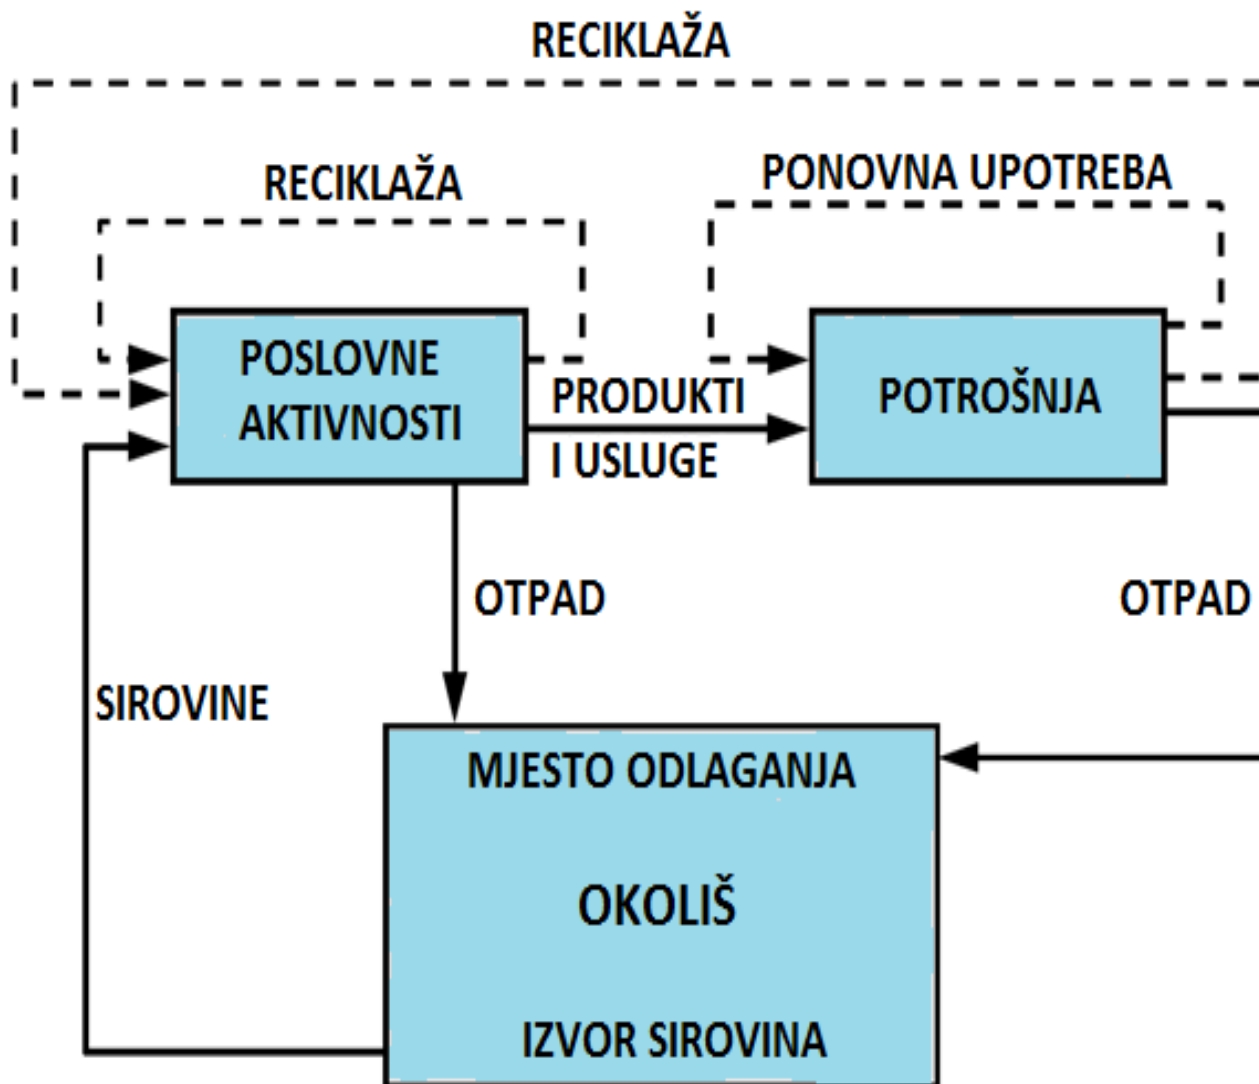 RECIKLAŽA
RECIKLAŽA
PONOVNA UPOTREBA
POSLOVNE
AKTIVNOSTI
PRODUKTI
I USLUGE
POTROŠNJA
OTPAD
OTPAD
SIROVINE
MJESTO ODLAGANJA
OKOLIŠ
IZVOR SIROVINA